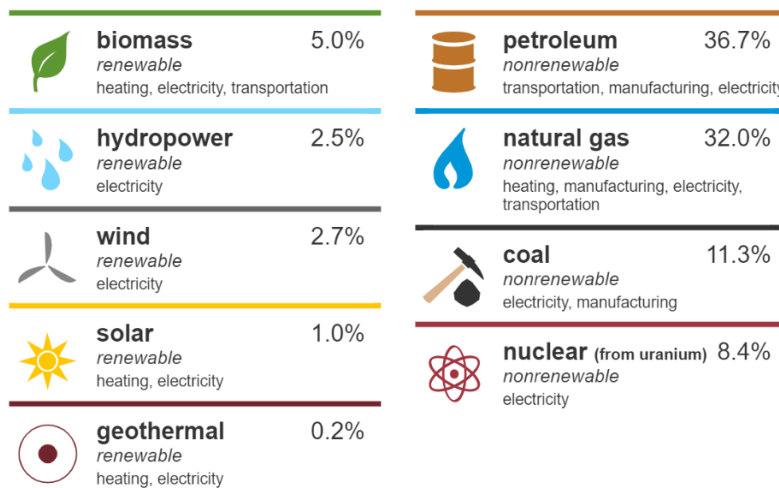 biomass 5.0%
renewable
heating, electricity, transportation
hydropower 2.5%
renewable
electricity
wind 2.7%
renewable
electricity
solar 1.0%
renewable
heating, electricity
geothermal 0.2%
renewable
heating, electricity
petroleum 36.7%
nonrenewable
transportation, manufacturing, electricity
natural gas 32.0%
nonrenewable
heating, manufacturing, electricity,
transportation
coal 11.3%
nonrenewable
electricity, manufacturing
nuclear (from uranium) 8.4%
nonrenewable
electricity